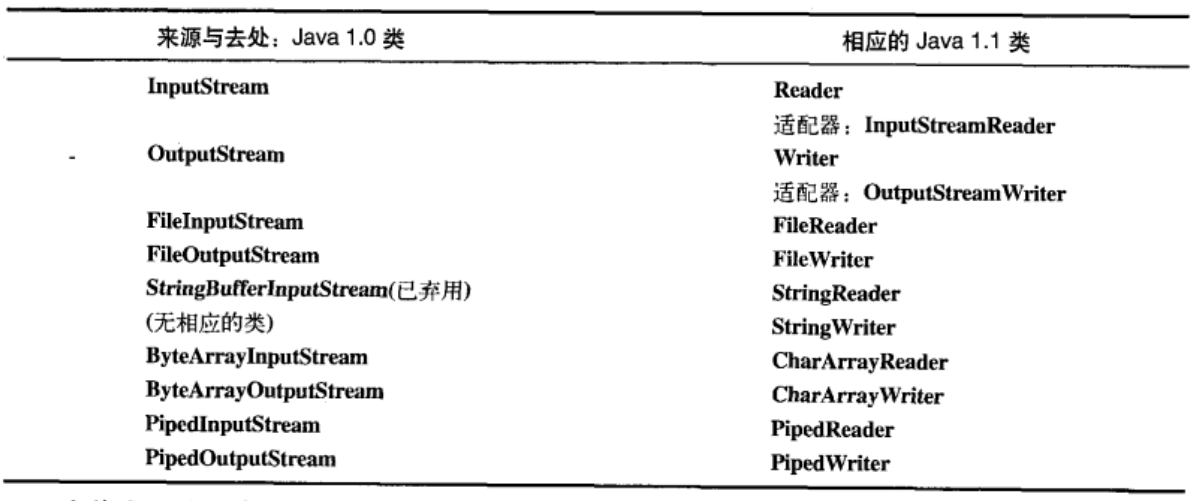 来源与去处：Java 1.0 类 相应的 Java 1.1 类
InputStream Reader
适配器：InputStreamReader
OutputStream Writer
适配器：OutputStreamWriter
FileInputStream FileReader
FileOutputStream FileWriter
StringBufferInputStream(已弃用) StringReader
(无相应的类) StringWriter
ByteArrayInputStream CharArrayReader
ByteArrayOutputStream CharArrayWriter
PipedInputStream PipedReader
PipedOutputStream PipedWriter